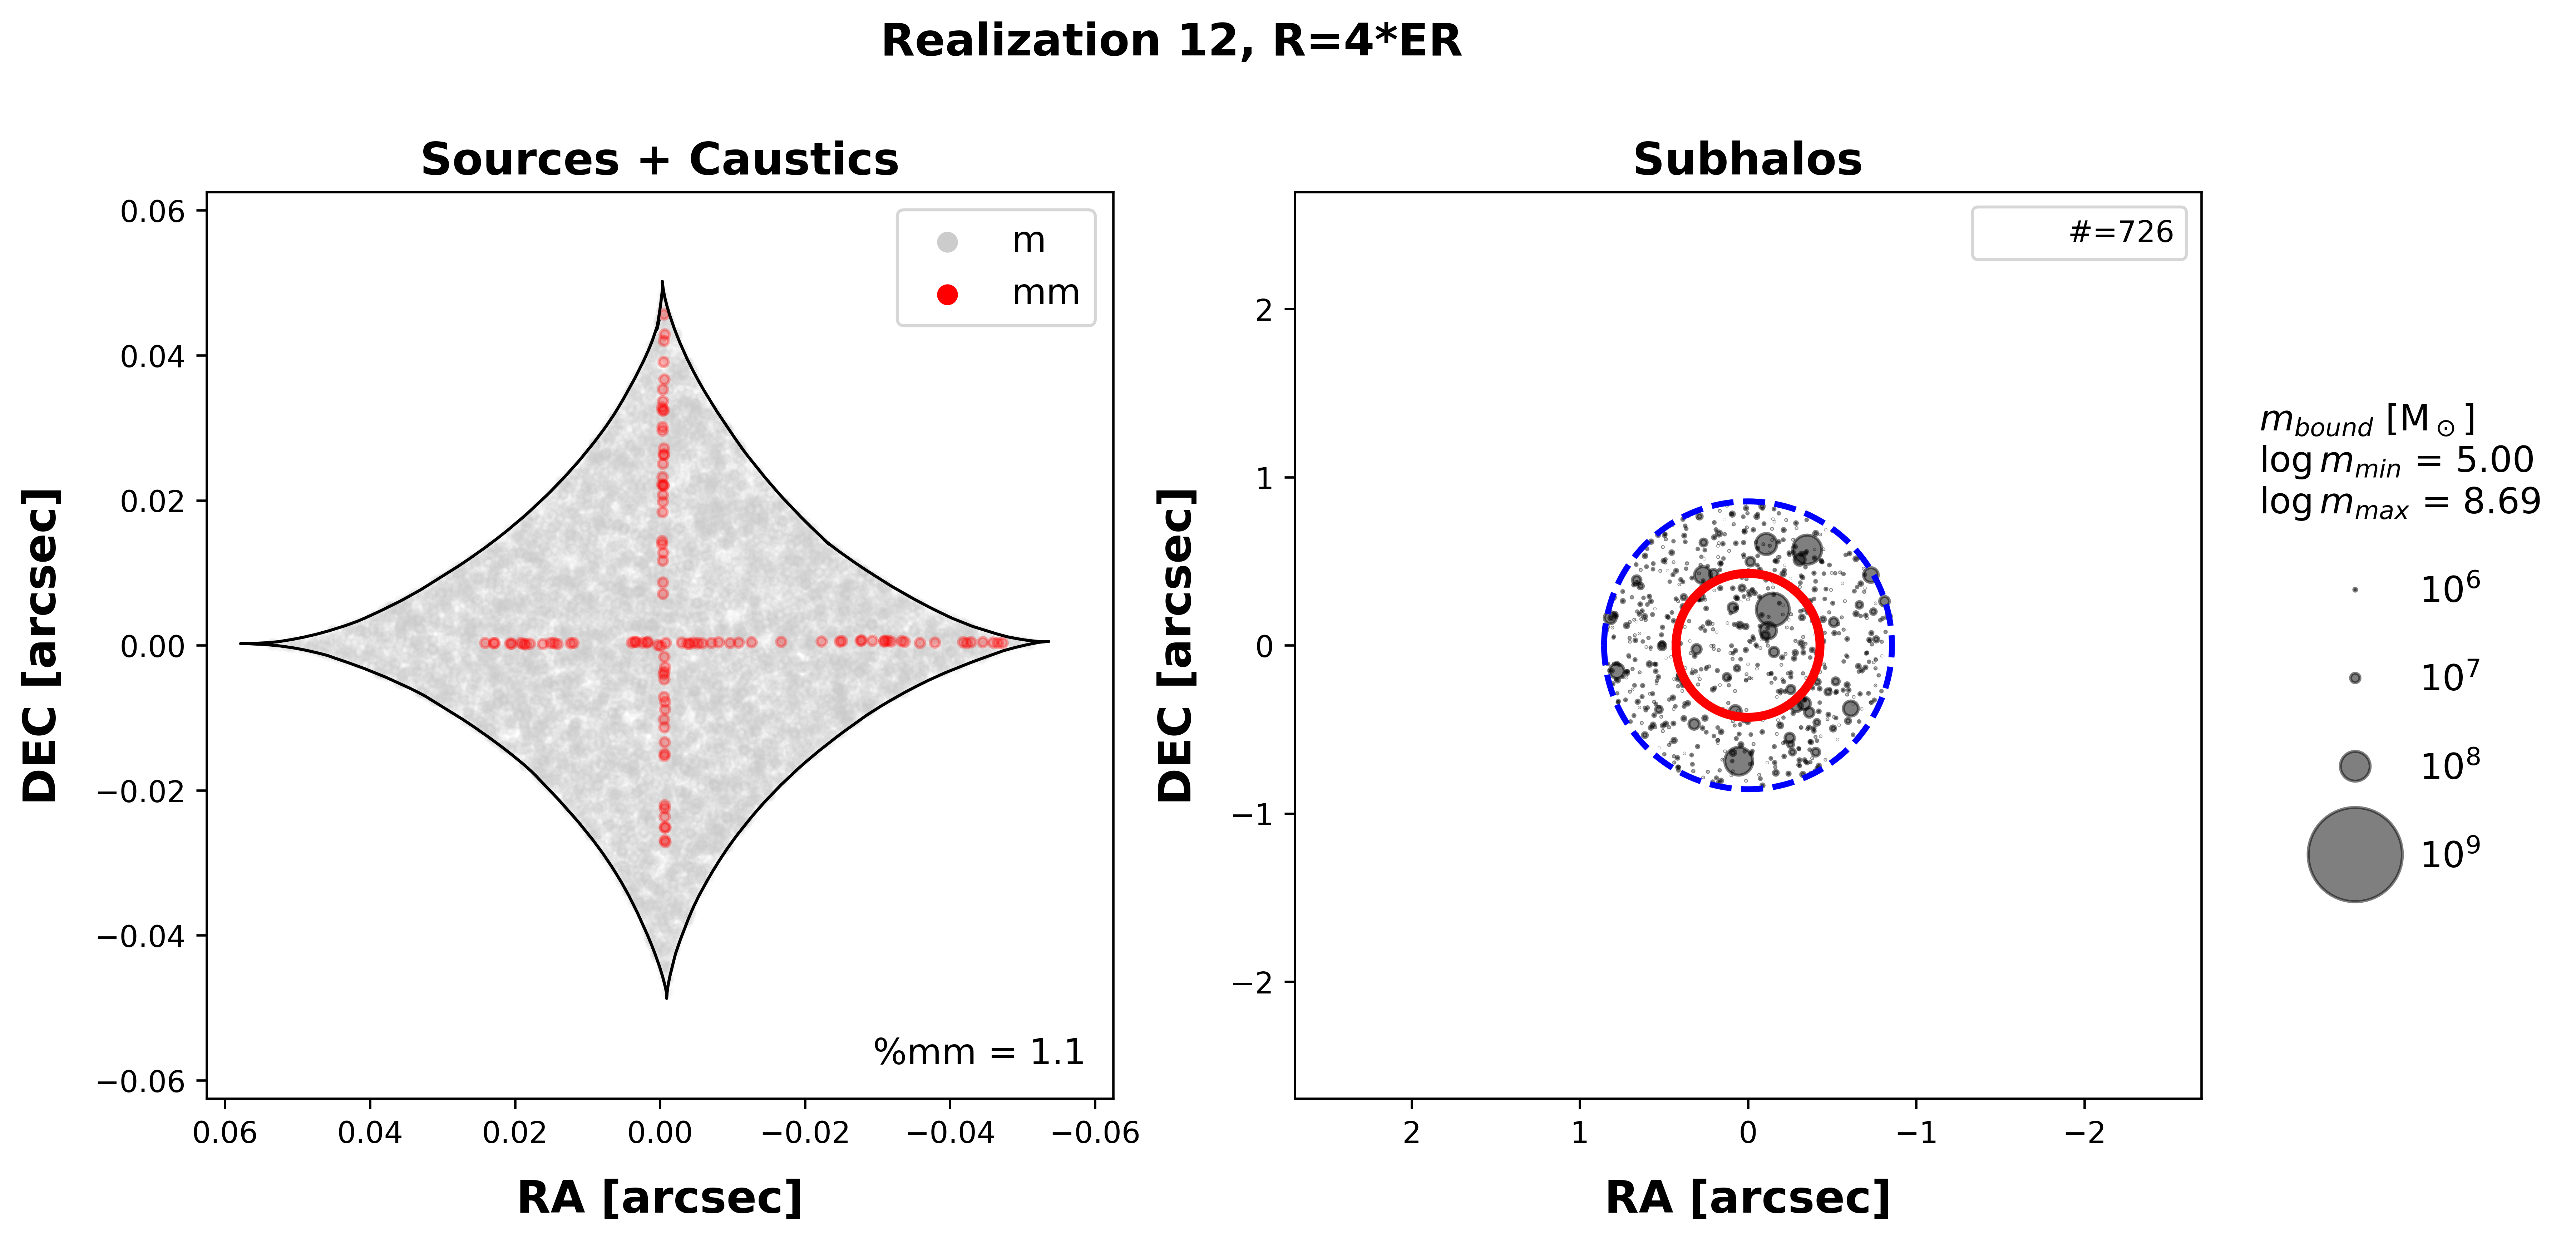 Realization 12, R=4*ER
Sources + Caustics
m
mm
%mm = 1.1
0.06
0.04
0.02
0.00
−0.02
−0.04
−0.06
DEC [arcsec]
0.06
0.04
0.02
0.00
−0.02
−0.04
−0.06
RA [arcsec]
Subhalos
#=726
2
1
0
−1
−2
DEC [arcsec]
2
1
0
−1
−2
RA [arcsec]
m_bound [M_⊙]
log m_min = 5.00
log m_max = 8.69
10^6
10^7
10^8
10^9